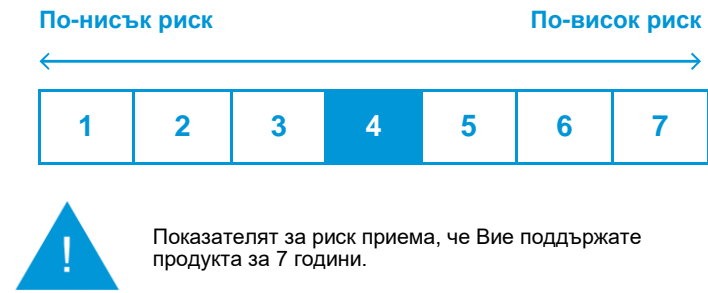 По-нисък риск По-висок риск
1 2 3 4 5 6 7
!
Показателят за риск приема, че Вие поддържате
продукта за 7 години.